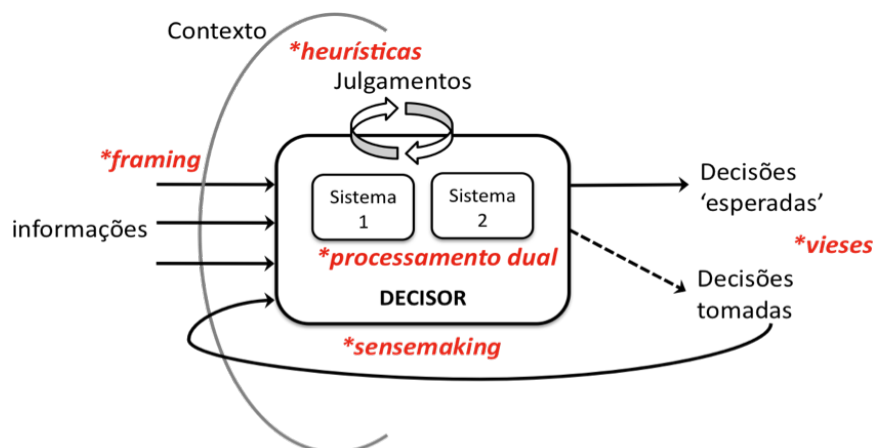 Contexto
*heurísticas
Julgamentos
*framing
informações
Sistema
1
Sistema
2
*processamento dual
DECISOR
*sensemaking
Decisões
‘esperadas’
*vieses
Decisões
tomadas